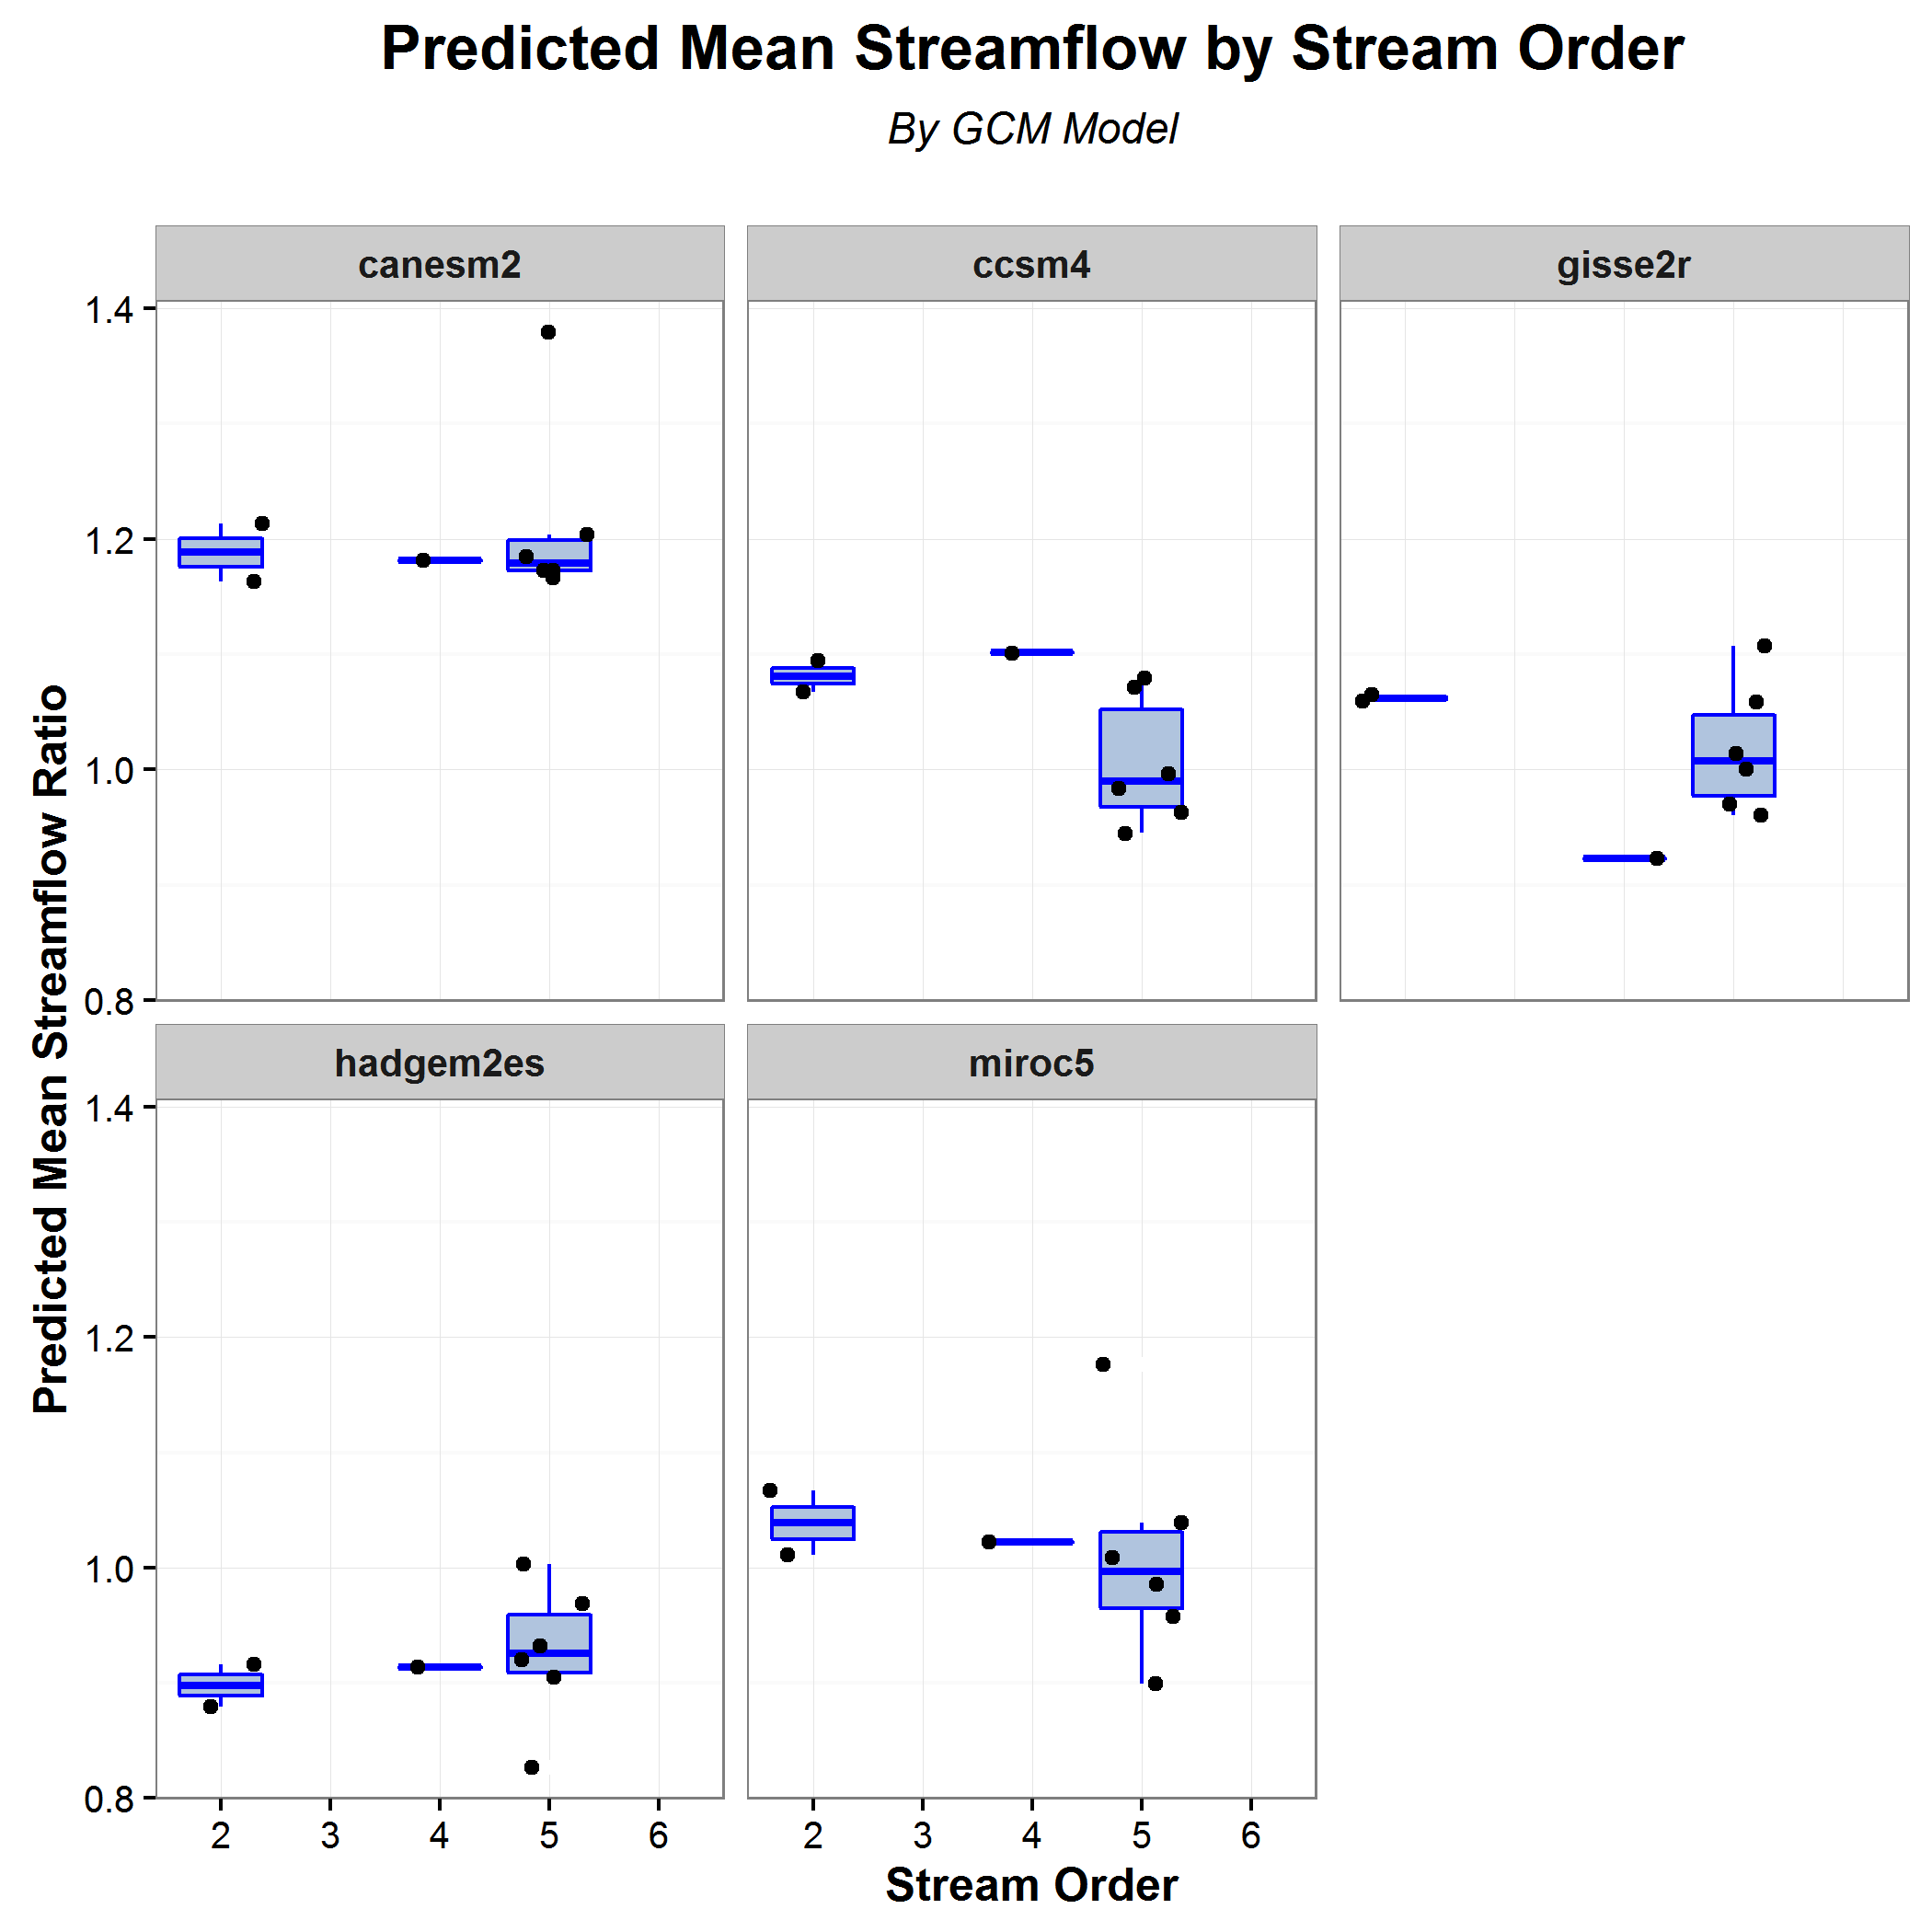 Predicted Mean Streamflow by Stream Order
By GCM Model
canesm2
ccsm4
gisse2r
1.4
1.2
1.0
0.8
Predicted Mean Streamflow Ratio
hadgem2es
miroc5
1.4
1.2
1.0
0.8
2 3 4 5 6
2 3 4 5 6
Stream Order